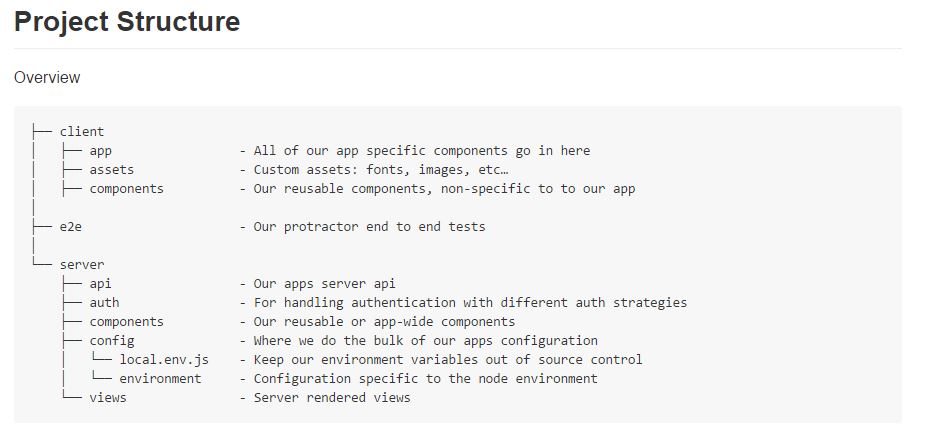 Project Structure
Overview
├── client
│   ├── app                 - All of our app specific components go in here
│   ├── assets              - Custom assets: fonts, images, etc…
│   ├── components          - Our reusable components, non-specific to to our app
│
├── e2e                     - Our protractor end to end tests
│
└── server
    ├── api                 - Our apps server api
    ├── auth                - For handling authentication with different auth strategies
    ├── components          - Our reusable or app-wide components
    ├── config              - Where we do the bulk of our apps configuration
    │   └── local.env.js    - Keep our environment variables out of source control
    │   └── environment     - Configuration specific to the node environment
    └── views               - Server rendered views